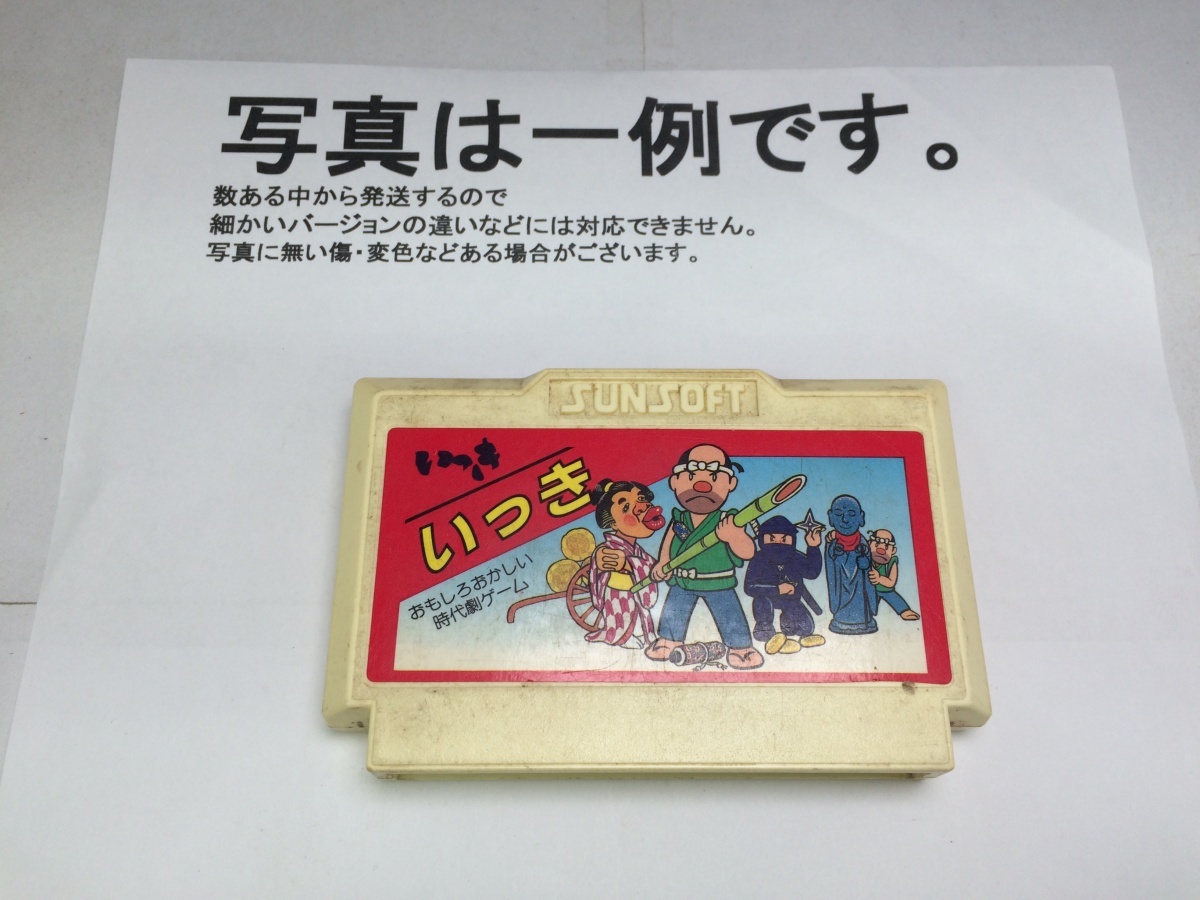 写真は一例です。
数ある中から発送するので
細かいバージョンの違いなどには対応できません。
写真に無い傷・変色などある場合がございます。
SUNSOFT
いっき
いっき
おもしろおかしい
時代劇ゲーム